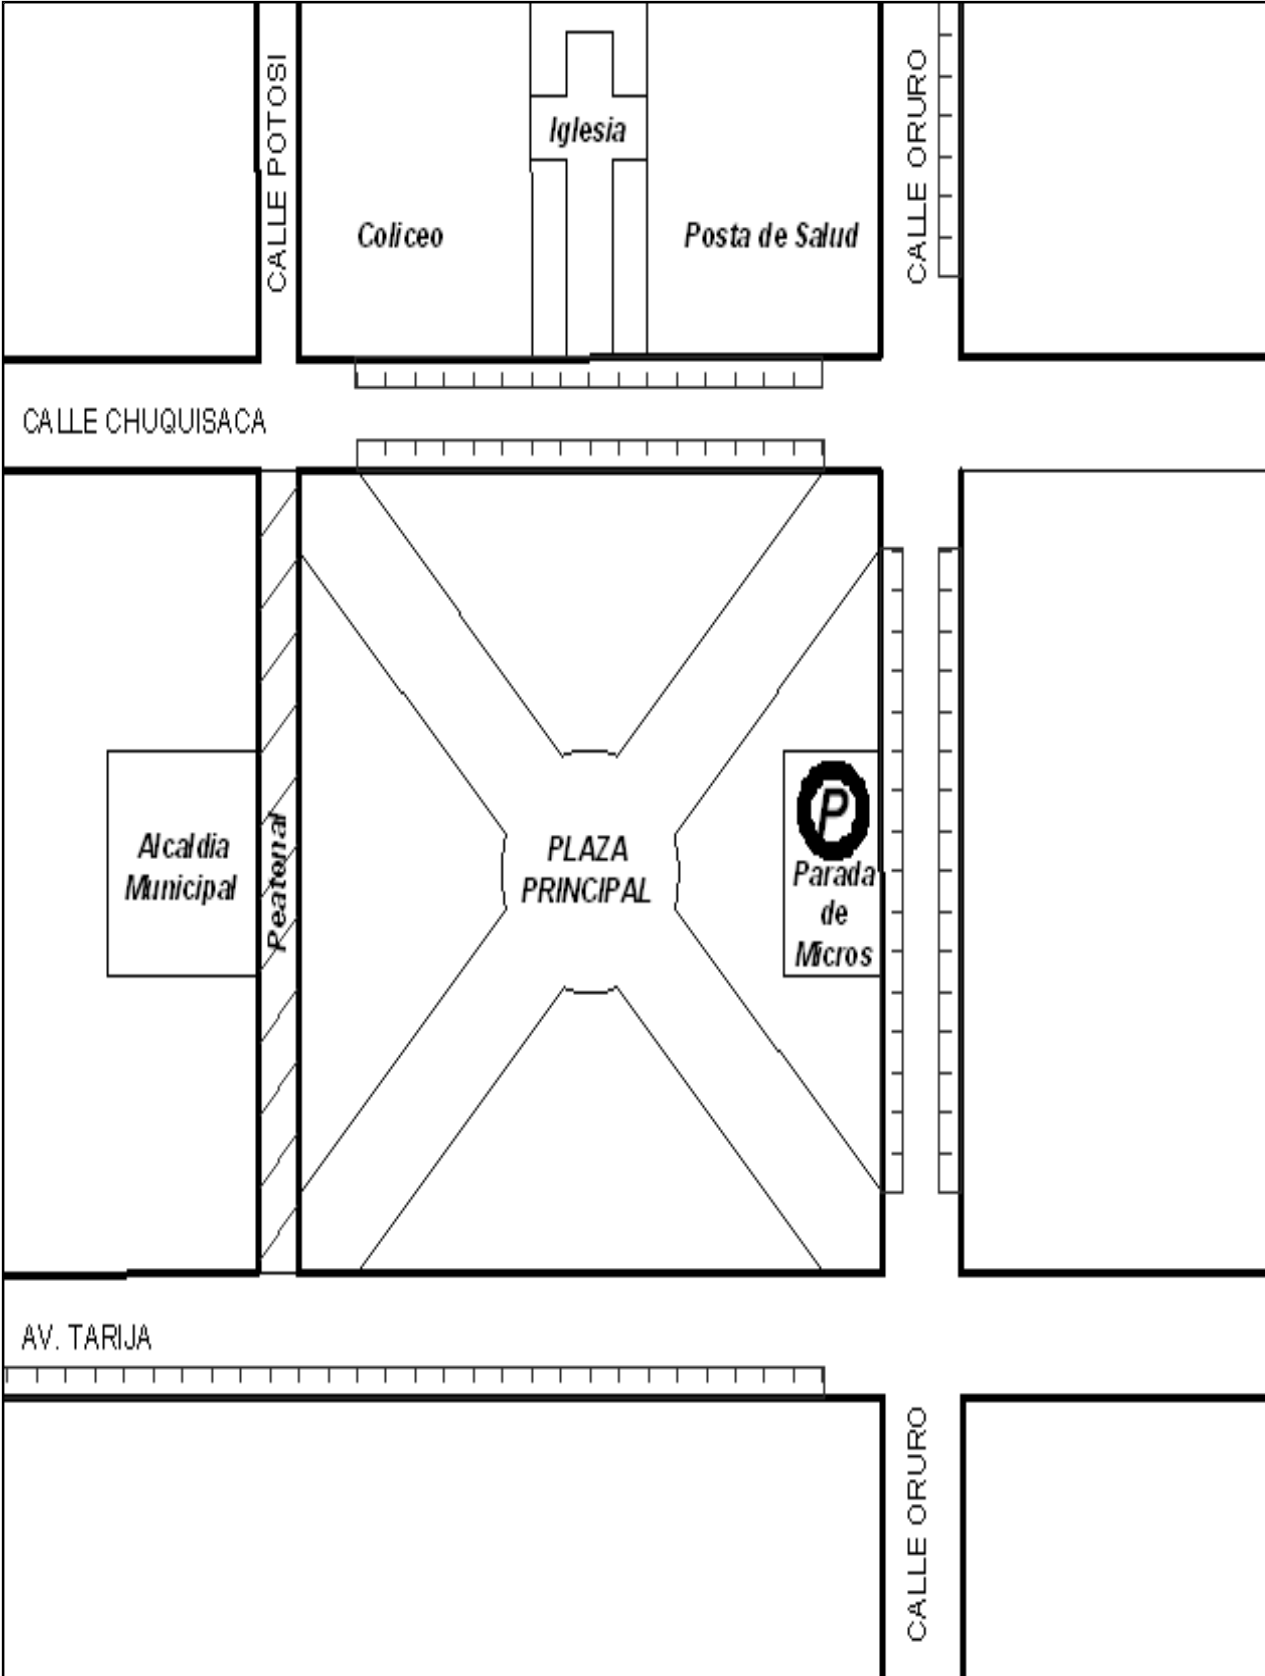 CALLE POTOSI
Iglesia
CALLE ORURO
Coliceo
Posta de Salud
CALLE CHUQUISACA
P
Alcaldia
Municipal
Peatonal
PLAZA
PRINCIPAL
Parada
de
Micros
AV. TARIJA
CALLE ORURO